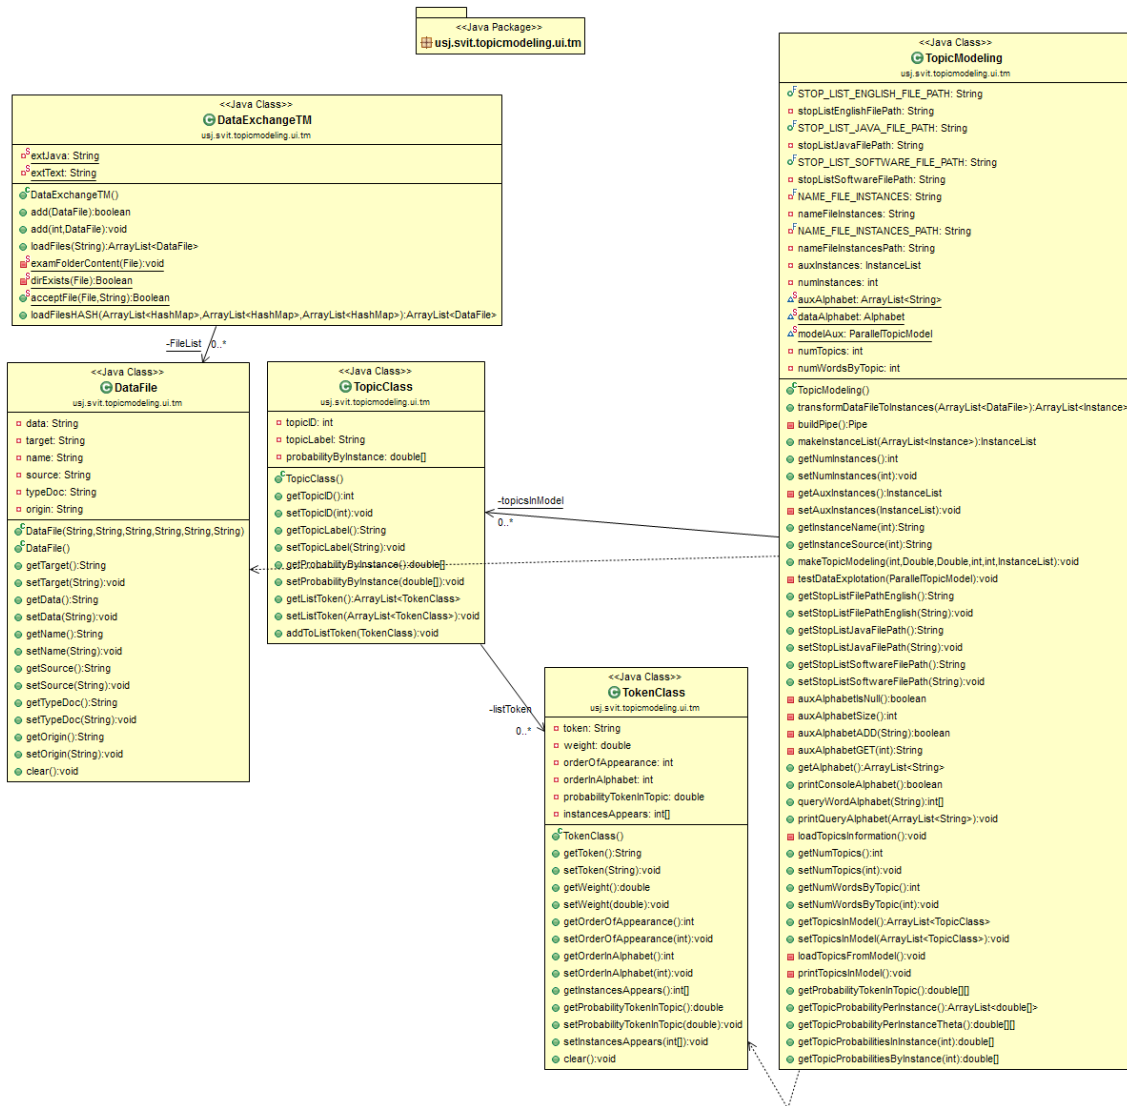 <<Java Package>>
usj.svit.topicmodeling.ui.tm
<<Java Class>>
DataExchangeTM
usj.svit.topicmodeling.ui.tm
extJava: String
extText: String
DataExchangeTM()
add(DataFile):boolean
add(int,DataFile):void
loadFiles(String):ArrayList<DataFile>
examFolderContent(File):void
dirExists(File):Boolean
acceptFile(File,String):Boolean
loadFilesHASH(ArrayList<HashMap>,ArrayList<HashMap>,ArrayList<HashMap>):ArrayList<DataFile>
-FileList
0..*
<<Java Class>>
DataFile
usj.svit.topicmodeling.ui.tm
data: String
target: String
name: String
source: String
typeDoc: String
origin: String
DataFile(String,String,String,String,String,String)
DataFile()
getTarget():String
setTarget(String):void
getData():String
setData(String):void
getName():String
setName(String):void
getSource():String
setSource(String):void
getTypeDoc():String
setTypeDoc(String):void
getOrigin():String
setOrigin(String):void
clear():void
<<Java Class>>
TopicClass
usj.svit.topicmodeling.ui.tm
topicID: int
topicLabel: String
probabilityByInstance: double[]
TopicClass()
getTopicID():int
setTopicID(int):void
getTopicLabel():String
setTopicLabel(String):void
getProbabilityByInstance():double[]
setProbabilityByInstance(double[]):void
getListToken():ArrayList<TokenClass>
setListToken(ArrayList<TokenClass>):void
addToListToken(TokenClass):void
-topicsInModel
0..*
-listToken
0..*
<<Java Class>>
TokenClass
usj.svit.topicmodeling.ui.tm
token: String
weight: double
orderOfAppearance: int
orderInAlphabet: int
probabilityTokenInTopic: double
instancesAppears: int[]
TokenClass()
getToken():String
setToken(String):void
getWeight():double
setWeight(double):void
getOrderOfAppearance():int
setOrderOfAppearance(int):void
getOrderInAlphabet():int
setOrderInAlphabet(int):void
getInstancesAppears():int[]
getProbabilityTokenInTopic():double
setProbabilityTokenInTopic(double):void
setInstancesAppears(int[]):void
clear():void
<<Java Class>>
TopicModeling
usj.svit.topicmodeling.ui.tm
STOP_LIST_ENGLISH_FILE_PATH: String
stopListEnglishFilePath: String
STOP_LIST_JAVA_FILE_PATH: String
stopListJavaFilePath: String
STOP_LIST_SOFTWARE_FILE_PATH: String
stopListSoftwareFilePath: String
NAME_FILE_INSTANCES: String
nameFileInstances: String
NAME_FILE_INSTANCES_PATH: String
nameFileInstancesPath: String
auxInstances: InstanceList
numInstances: int
auxAlphabet: ArrayList<String>
dataAlphabet: Alphabet
modelAux: ParallelTopicModel
numTopics: int
numWordsByTopic: int
TopicModeling()
transformDataFileToInstances(ArrayList<DataFile>):ArrayList<Instance>
buildPipe():Pipe
makeInstanceList(ArrayList<Instance>):InstanceList
getNumInstances():int
setNumInstances(int):void
getAuxInstances():InstanceList
setAuxInstances(InstanceList):void
getInstanceName(int):String
getInstanceSource(int):String
makeTopicModeling(int,Double,Double,int,int,InstanceList):void
testDataExplotation(ParallelTopicModel):void
getStopListFilePathEnglish():String
setStopListFilePathEnglish(String):void
getStopListJavaFilePath():String
setStopListJavaFilePath(String):void
getStopListSoftwareFilePath():String
setStopListSoftwareFilePath(String):void
auxAlphabetIsNull():boolean
auxAlphabetSize():int
auxAlphabetADD(String):boolean
auxAlphabetGET(int):String
getAlphabet():ArrayList<String>
printConsoleAlphabet():boolean
queryWordAlphabet(String):int[]
printQueryAlphabet(ArrayList<String>):void
loadTopicsInformation():void
getNumTopics():int
setNumTopics(int):void
getNumWordsByTopic():int
setNumWordsByTopic(int):void
getTopicsInModel():ArrayList<TopicClass>
setTopicsInModel(ArrayList<TopicClass>):void
loadTopicsFromModel():void
printTopicsInModel():void
getProbabilityTokenInTopic():double[][]
getTopicProbabilityPerInstance():ArrayList<double[]>
getTopicProbabilityPerInstanceTheta():double[][]
getTopicProbabilitiesInInstance(int):double[]
getTopicProbabilitiesByInstance(int):double[]